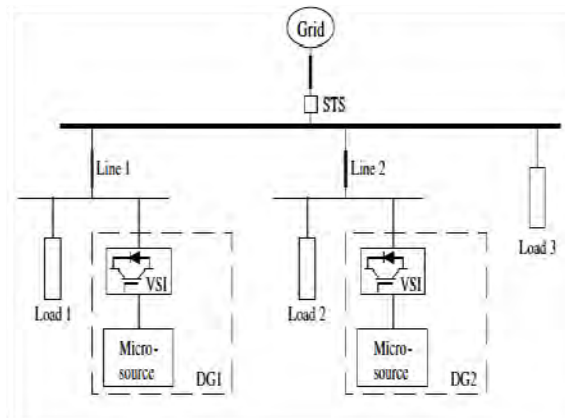 Grid
STS
Line 1
Line 2
Load 3
VSI
VSI
Load 1
Load 2
Micro-
source
Micro-
source
DG1
DG2